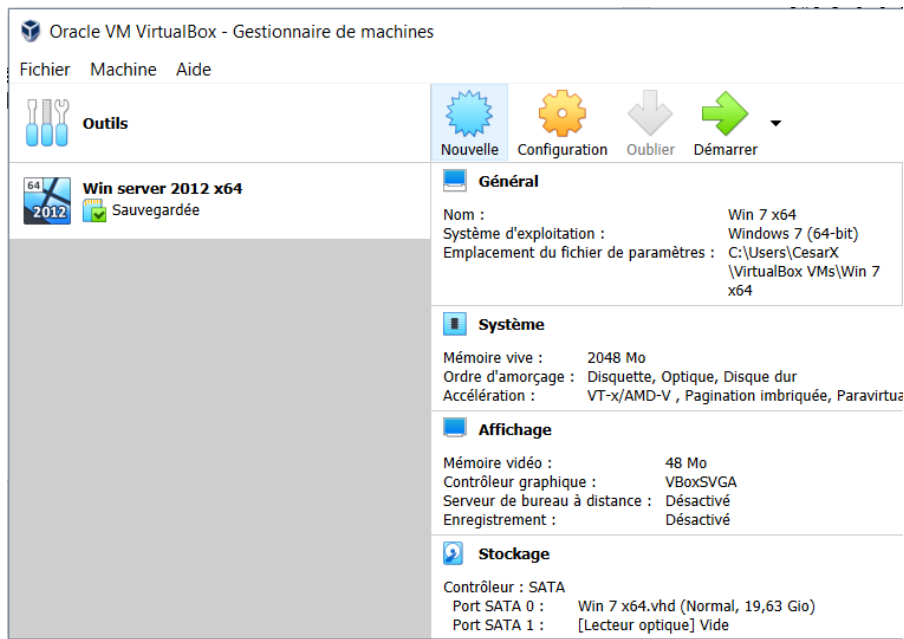 Oracle VM VirtualBox - Gestionnaire de machines
Fichier Machine Aide
Outils
Nouvelle Configuration Oublier Démarrer
64
2012
Win server 2012 x64
Sauvegardée
Général
Nom : Win 7 x64
Système d'exploitation : Windows 7 (64-bit)
Emplacement du fichier de paramètres : C:\Users\CesarX
\VirtualBox VMs\Win 7
x64
Système
Mémoire vive : 2048 Mo
Ordre d'amorçage : Disquette, Optique, Disque dur
Accélération : VT-x/AMD-V , Pagination imbriquée, Paravirtua
Affichage
Mémoire vidéo : 48 Mo
Contrôleur graphique : VBoxSVGA
Serveur de bureau à distance : Désactivé
Enregistrement : Désactivé
Stockage
Contrôleur : SATA
Port SATA 0 : Win 7 x64.vhd (Normal, 19,63 Gio)
Port SATA 1 : [Lecteur optique] Vide